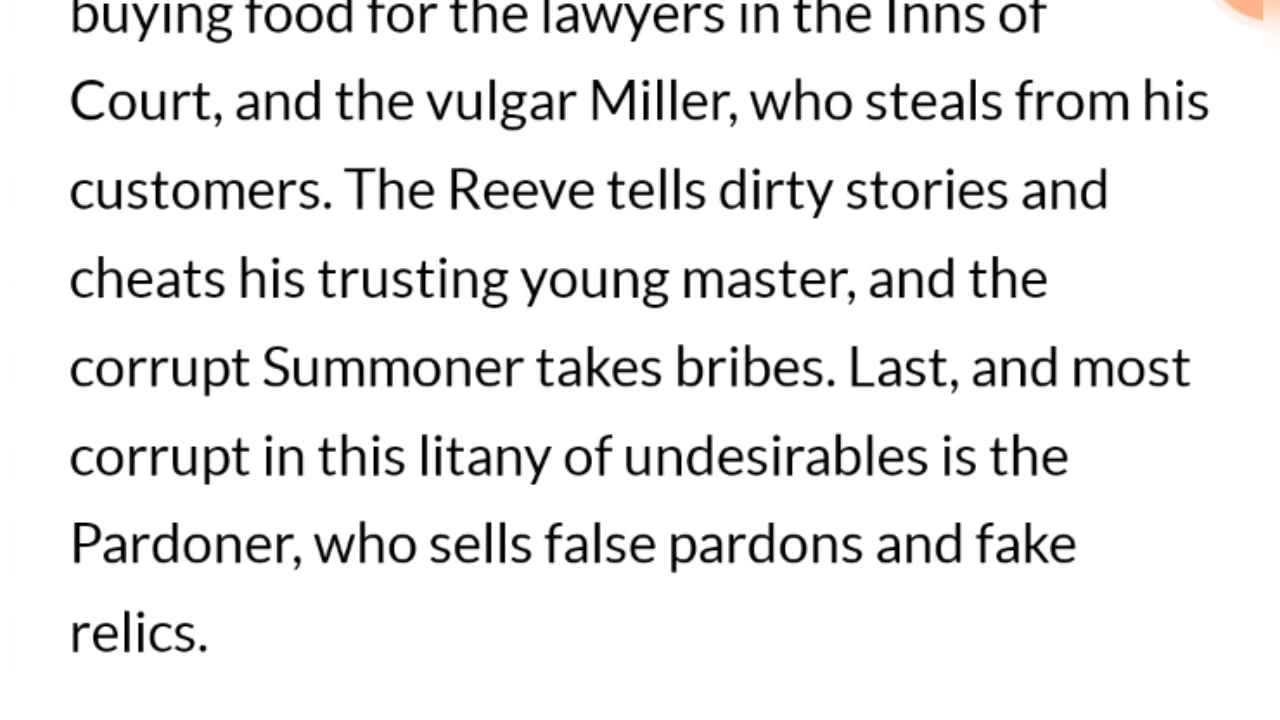 buying food for the lawyers in the Inns of
Court, and the vulgar Miller, who steals from his
customers. The Reeve tells dirty stories and
cheats his trusting young master, and the
corrupt Summoner takes bribes. Last, and most
corrupt in this litany of undesirables is the
Pardoner, who sells false pardons and fake
relics.